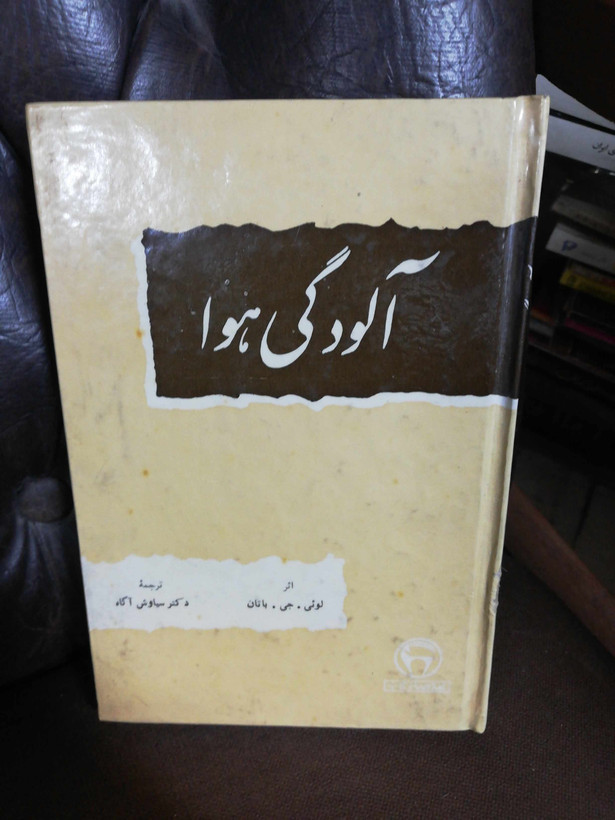 آلودگی هوا
اثر
لوئی . جی . باتان
ترجمهٔ
دکتر سیاوش آگاه